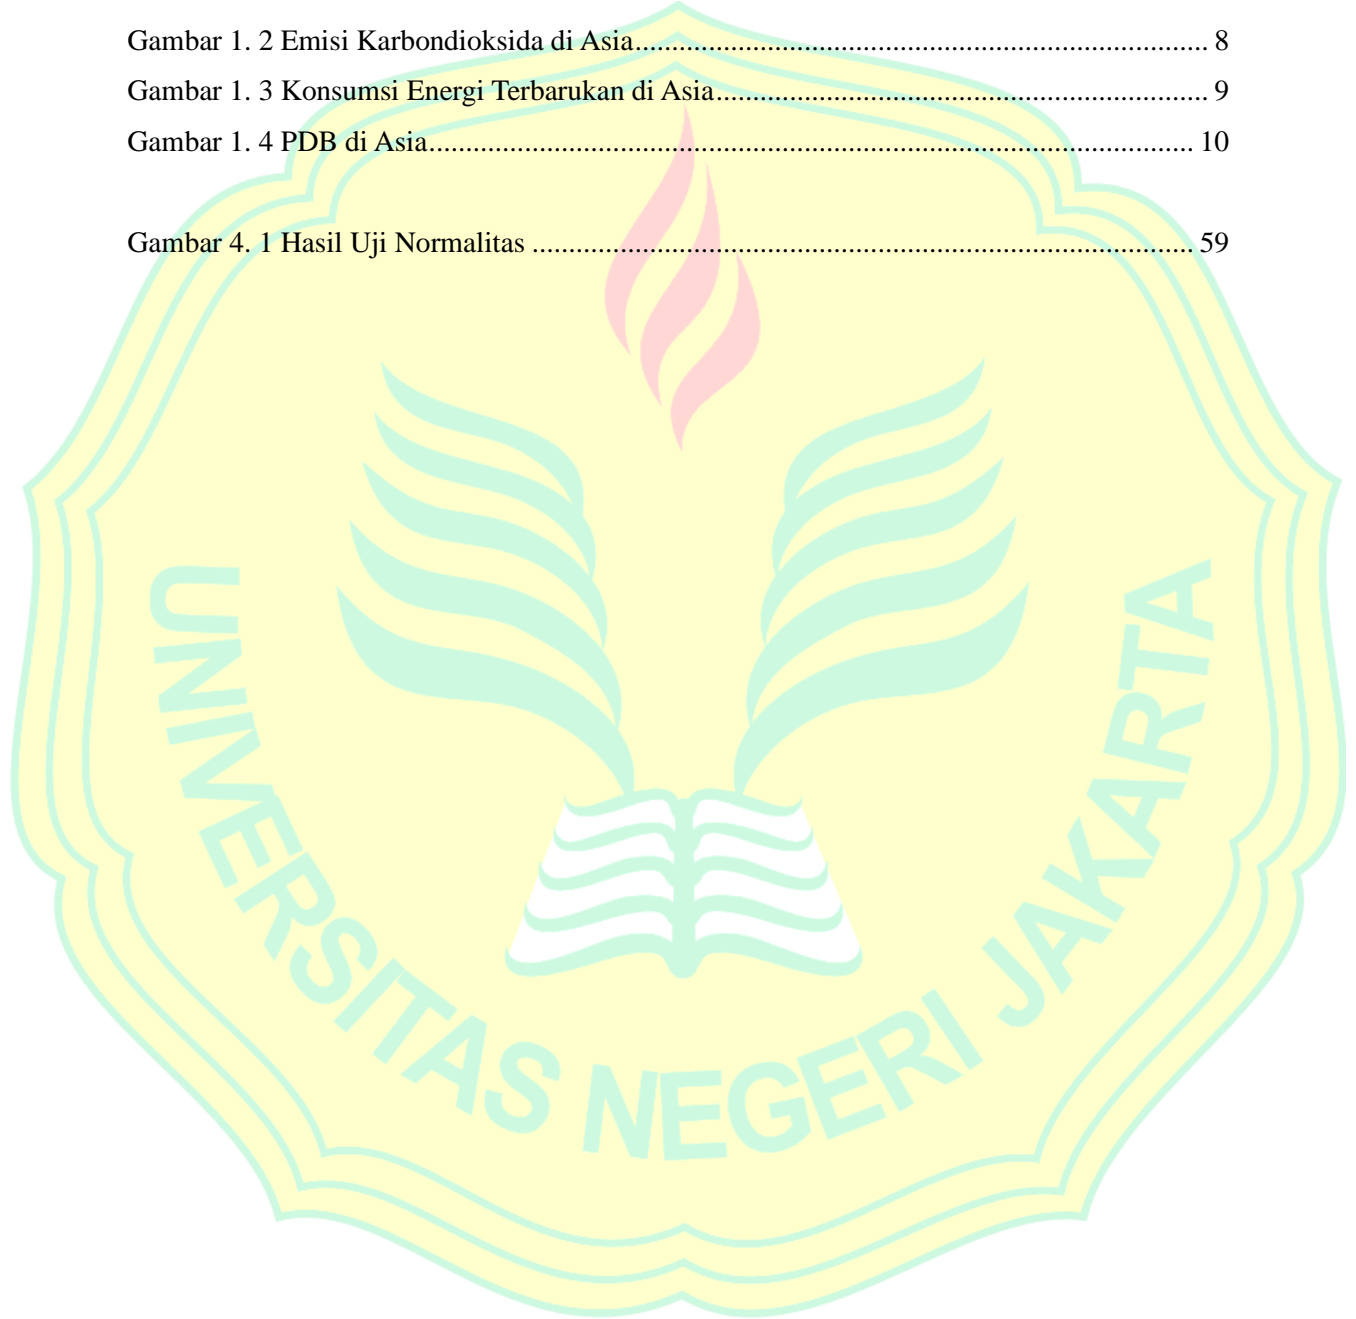 Gambar 1. 2 Emisi Karbondioksida di Asia.............................................................................. 8
Gambar 1. 3 Konsumsi Energi Terbarukan di Asia................................................................... 9
Gambar 1. 4 PDB di Asia........................................................................................................ 10
Gambar 4. 1 Hasil Uji Normalitas .......................................................................................... 59
UNIVERSITAS NEGERI JAKARTA